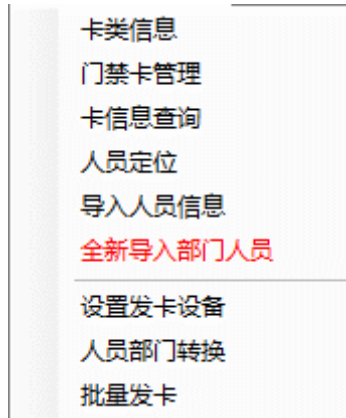 卡类信息
门禁卡管理
卡信息查询
人员定位
导入人员信息
全新导入部门人员
设置发卡设备
人员部门转换
批量发卡